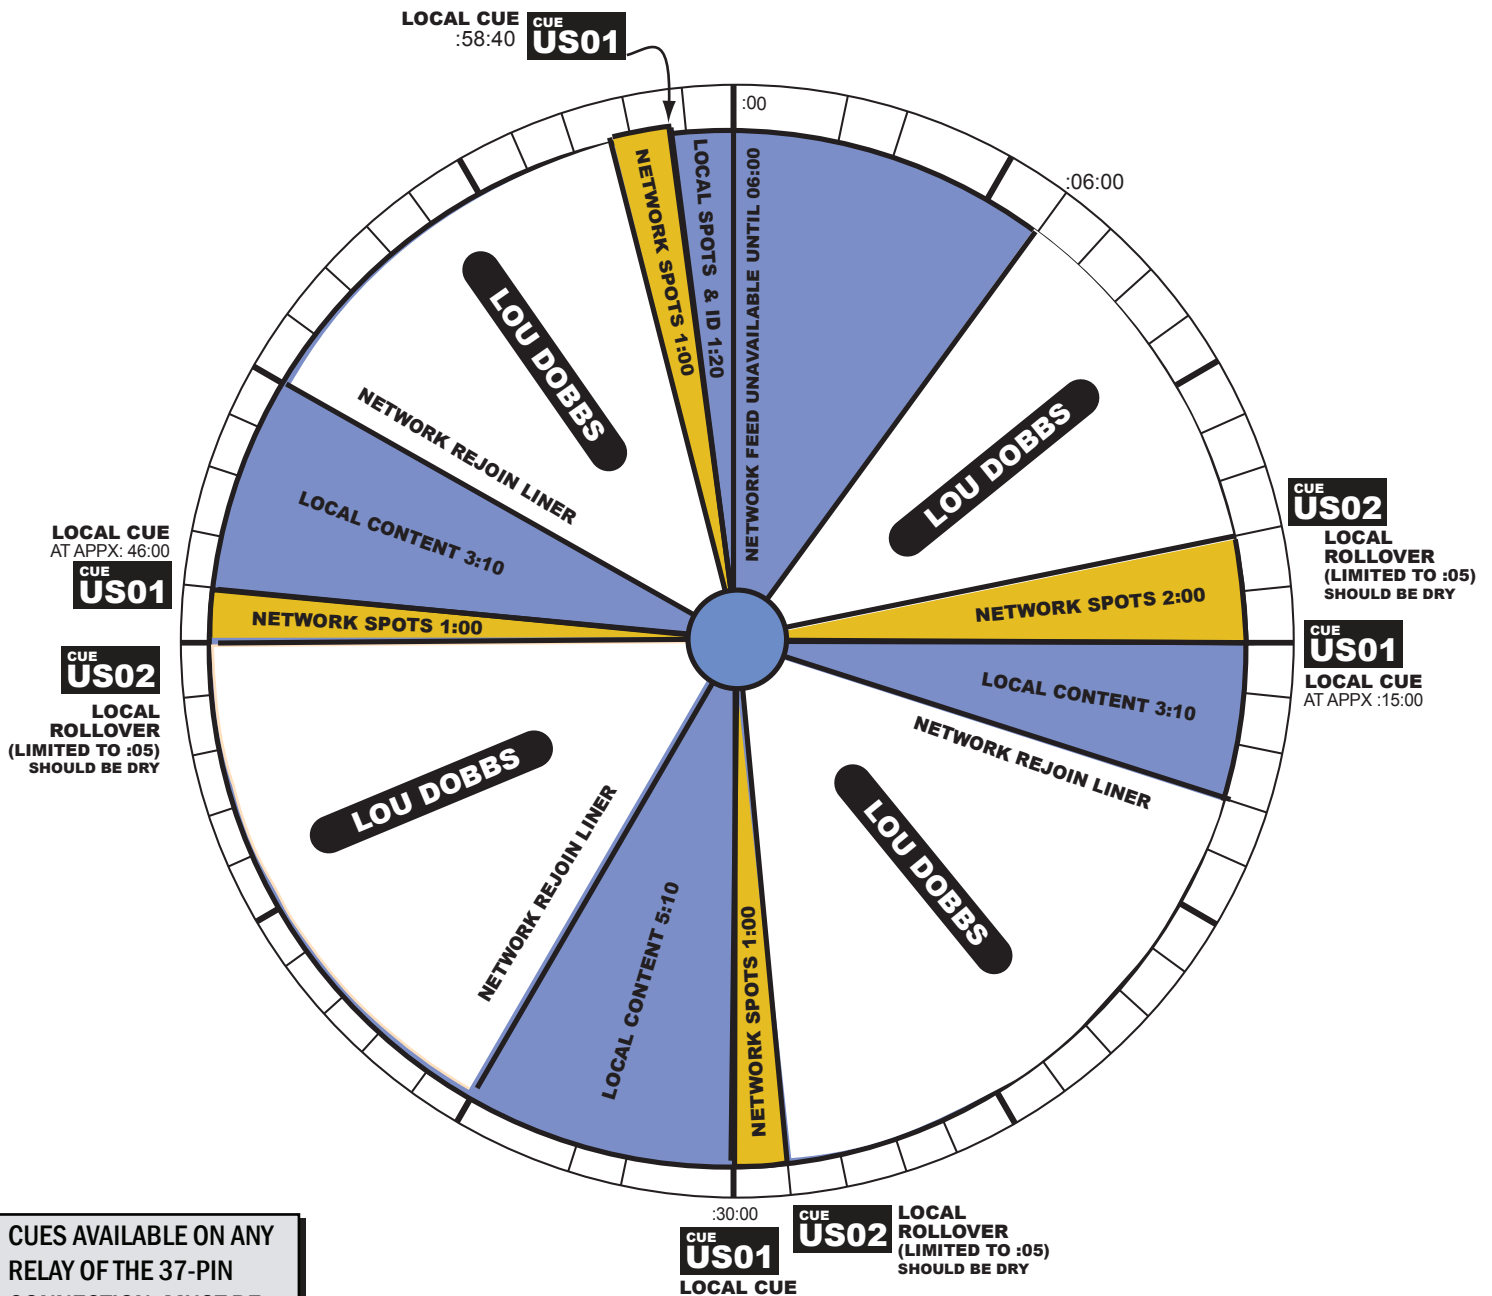 LOCAL CUE
:58:40
CUE
US01
:00
:06:00
NETWORK SPOTS 1:00
LOCAL SPOTS & ID 1:20
NETWORK FEED UNAVAILABLE UNTIL 06:00
LOU DOBBS
LOU DOBBS
CUE
US02
LOCAL
ROLLOVER
(LIMITED TO :05)
SHOULD BE DRY
NETWORK SPOTS 2:00
CUE
US01
LOCAL CUE
AT APPX :15:00
LOCAL CONTENT 3:10
NETWORK REJOIN LINER
LOU DOBBS
NETWORK SPOTS 1:00
CUE
US02
LOCAL
ROLLOVER
(LIMITED TO :05)
SHOULD BE DRY
:30:00
CUE
US01
LOCAL CUE
LOCAL CONTENT 5:10
NETWORK REJOIN LINER
LOU DOBBS
CUE
US02
LOCAL
ROLLOVER
(LIMITED TO :05)
SHOULD BE DRY
NETWORK SPOTS 1:00
LOCAL CUE
AT APPX: 46:00
CUE
US01
LOCAL CONTENT 3:10
NETWORK REJOIN LINER
CUES AVAILABLE ON ANY
RELAY OF THE 37-PIN
CONNECTION, MUST BE